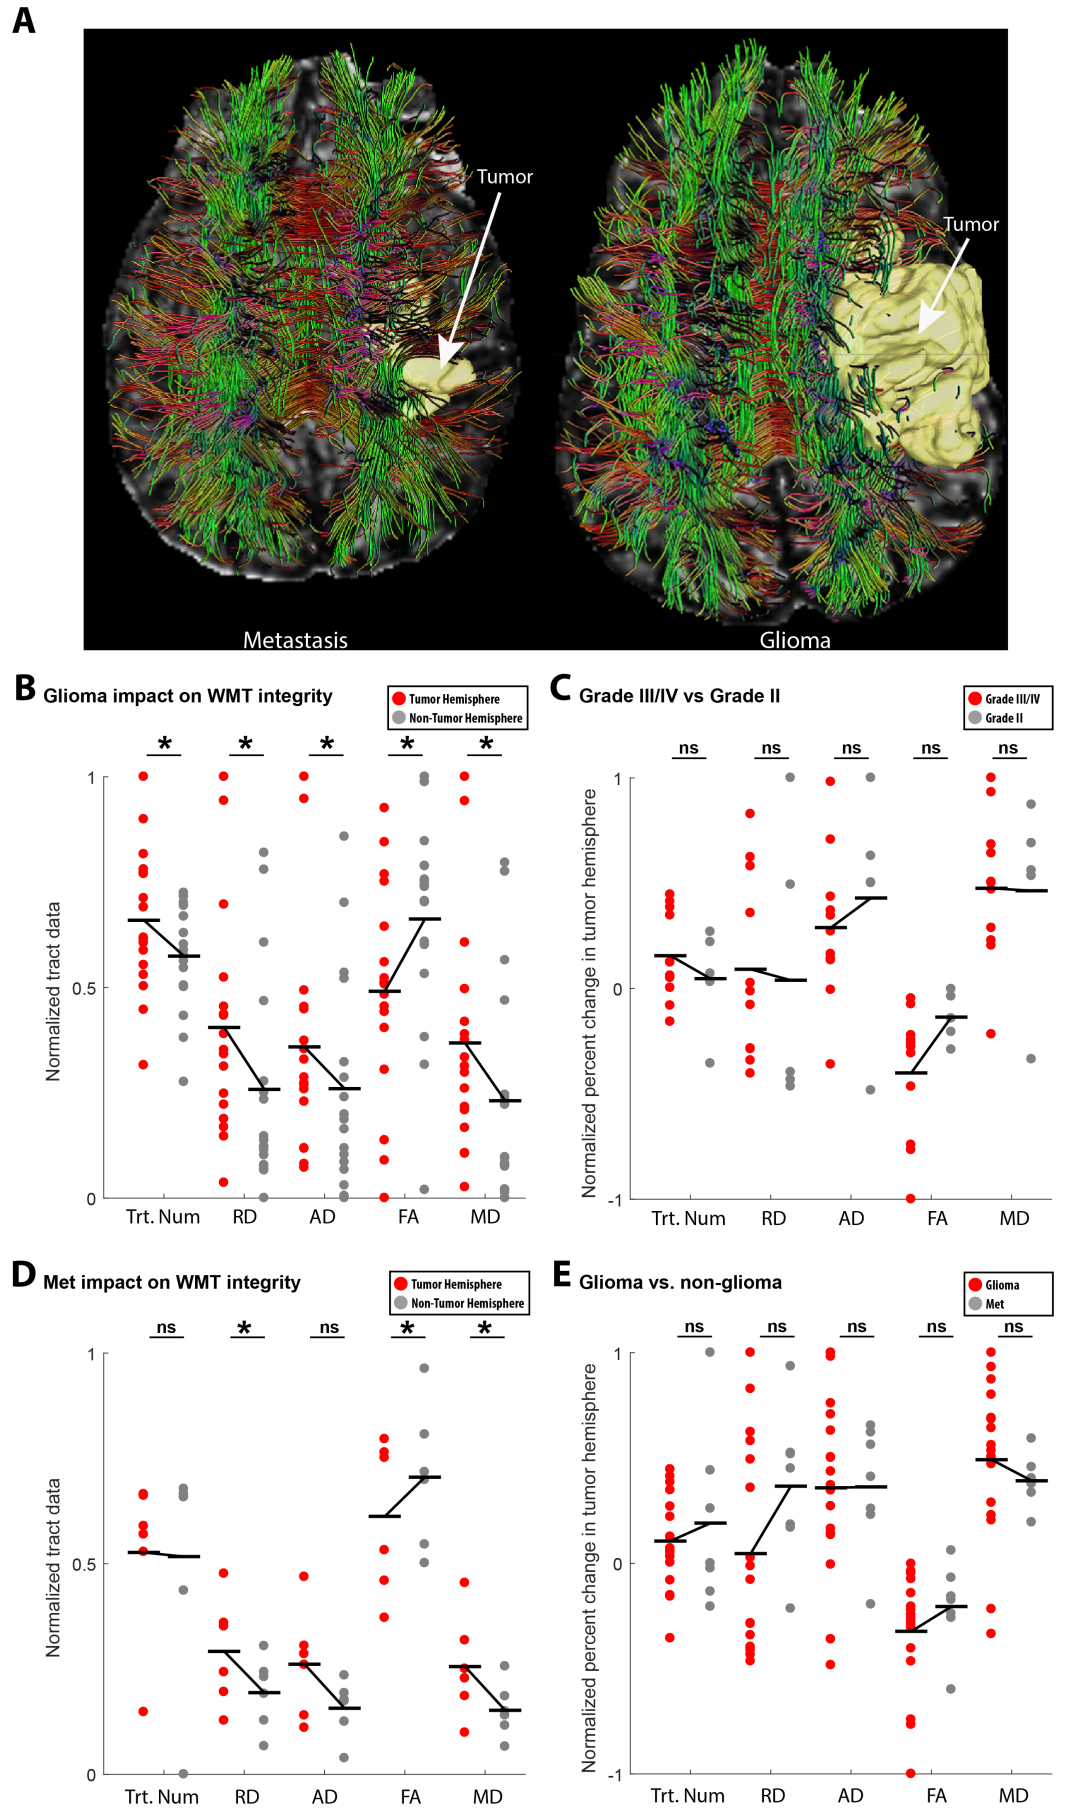 A
Tumor
Tumor
Metastasis
Glioma
B Glioma impact on WMT integrity
Tumor Hemisphere
Non-Tumor Hemisphere
* * * * *
Normalized tract data
1
0.5
0
Trt. Num RD AD FA MD
C Grade III/IV vs Grade II
Grade III/IV
Grade II
ns ns ns ns ns
Normalized percent change in tumor hemisphere
1
0
-1
Trt. Num RD AD FA MD
D Met impact on WMT integrity
Tumor Hemisphere
Non-Tumor Hemisphere
ns * ns * *
Normalized tract data
1
0.5
0
Trt. Num RD AD FA MD
E Glioma vs. non-glioma
Glioma
Met
ns ns ns ns ns
Normalized percent change in tumor hemisphere
1
0
-1
Trt. Num RD AD FA MD